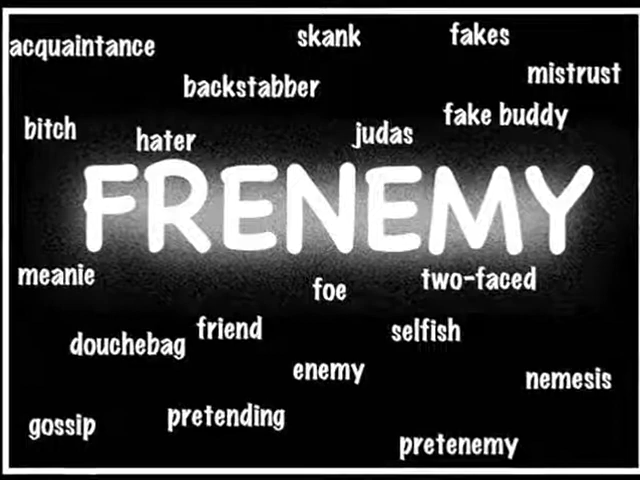 skank
fakes
acquaintance
mistrust
backstabber
fake buddy
bitch
hater
judas
FRENEMY
meanie
two-faced
foe
friend
selfish
douchebag
enemy
nemesis
pretending
gossip
pretenemy